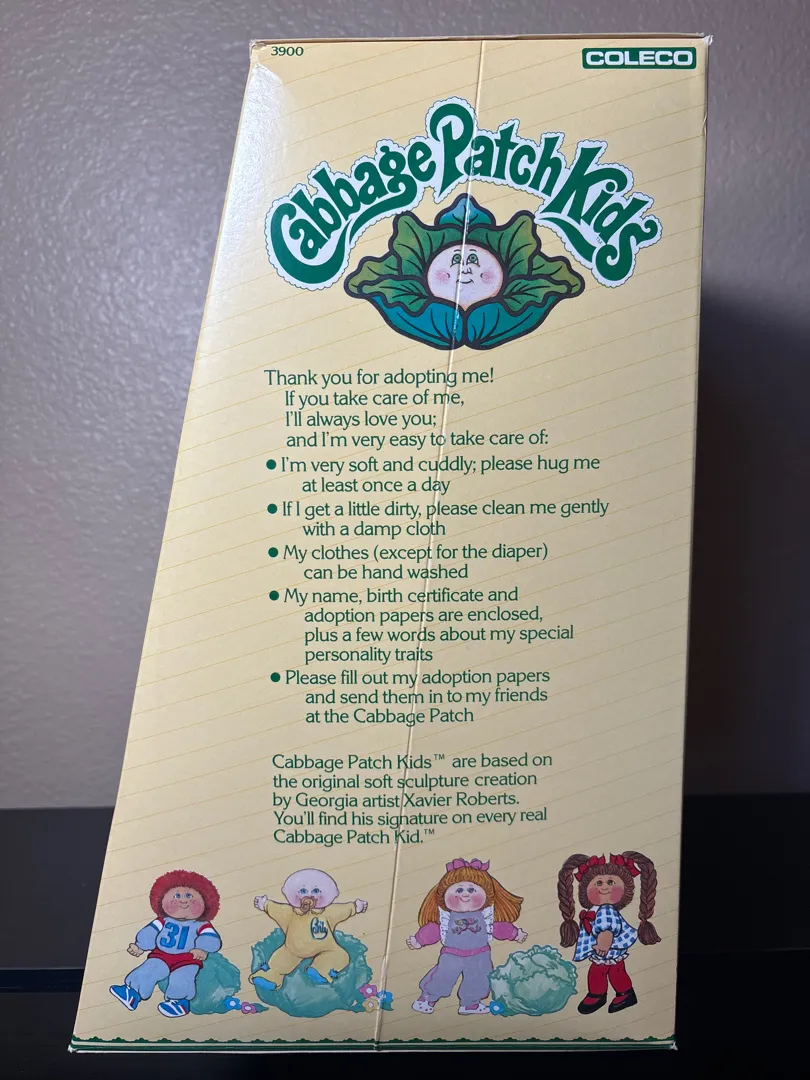 3900
COLECO
Cabbage Patch Kids
Thank you for adopting me!
If you take care of me,
I'll always love you;
and I'm very easy to take care of:
● I'm very soft and cuddly; please hug me
at least once a day
● If I get a little dirty, please clean me gently
with a damp cloth
● My clothes (except for the diaper)
can be hand washed
● My name, birth certificate and
adoption papers are enclosed,
plus a few words about my special
personality traits
● Please fill out my adoption papers
and send them in to my friends
at the Cabbage Patch
Cabbage Patch Kids™ are based on
the original soft sculpture creation
by Georgia artist Xavier Roberts.
You'll find his signature on every real
Cabbage Patch Kid.™
31